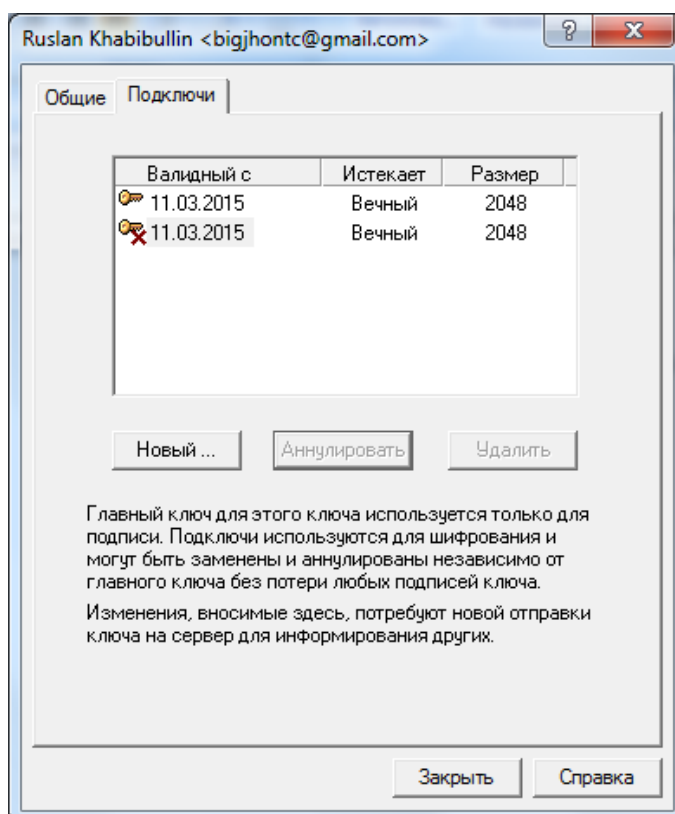 Ruslan Khabibullin <bigjhontc@gmail.com>
Общие Подключи
Валидный с Истекает Размер
11.03.2015 Вечный 2048
11.03.2015 Вечный 2048
Новый ... Аннулировать Удалить
Главный ключ для этого ключа используется только для
подписи. Подключи используются для шифрования и
могут быть заменены и аннулированы независимо от
главного ключа без потери любых подписей ключа.
Изменения, вносимые здесь, потребуют новой отправки
ключа на сервер для информирования других.
Закрыть Справка